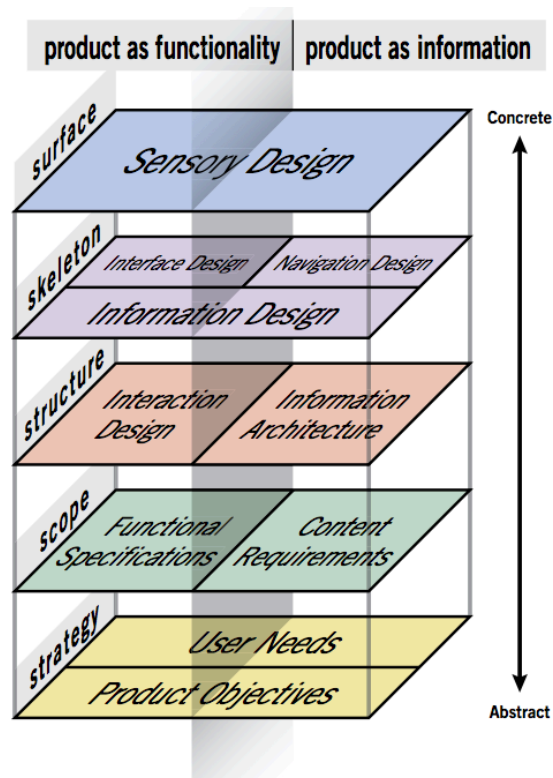 product as functionality
product as information
Concrete
surface
Sensory Design
skeleton
Interface Design
Navigation Design
Information Design
structure
Interaction
Design
Information
Architecture
scope
Functional
Specifications
Content
Requirements
strategy
User Needs
Product Objectives
Abstract